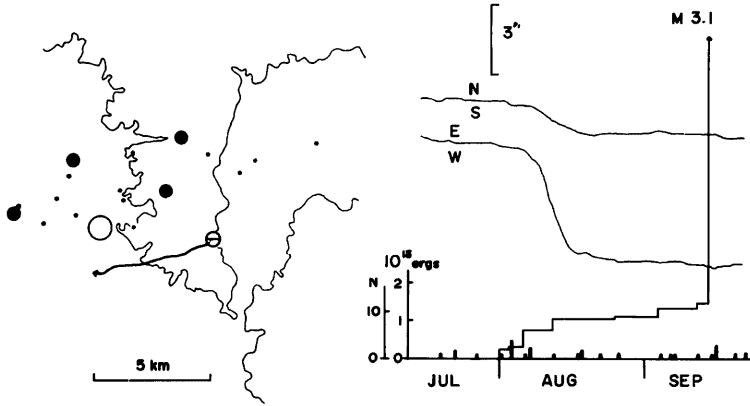 M 3.1
3"
N
S
E
W
10¹⁵ ergs
N 2
10 1
0 0
5 km
JUL AUG SEP